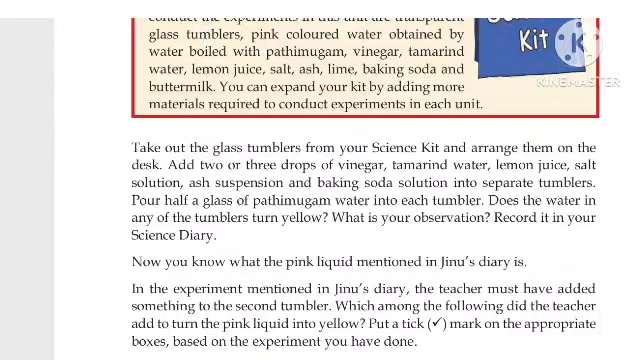 conduct the experiments in this unit are transparent
glass tumblers, pink coloured water obtained by
water boiled with pathimugam, vinegar, tamarind
water, lemon juice, salt, ash, lime, baking soda and
buttermilk. You can expand your kit by adding more
materials required to conduct experiments in each unit.
Kit
KINEMASTER
Take out the glass tumblers from your Science Kit and arrange them on the
desk. Add two or three drops of vinegar, tamarind water, lemon juice, salt
solution, ash suspension and baking soda solution into separate tumblers.
Pour half a glass of pathimugam water into each tumbler. Does the water in
any of the tumblers turn yellow? What is your observation? Record it in your
Science Diary.
Now you know what the pink liquid mentioned in Jinu's diary is.
In the experiment mentioned in Jinu's diary, the teacher must have added
something to the second tumbler. Which among the following did the teacher
add to turn the pink liquid into yellow? Put a tick (✓) mark on the appropriate
boxes, based on the experiment you have done.